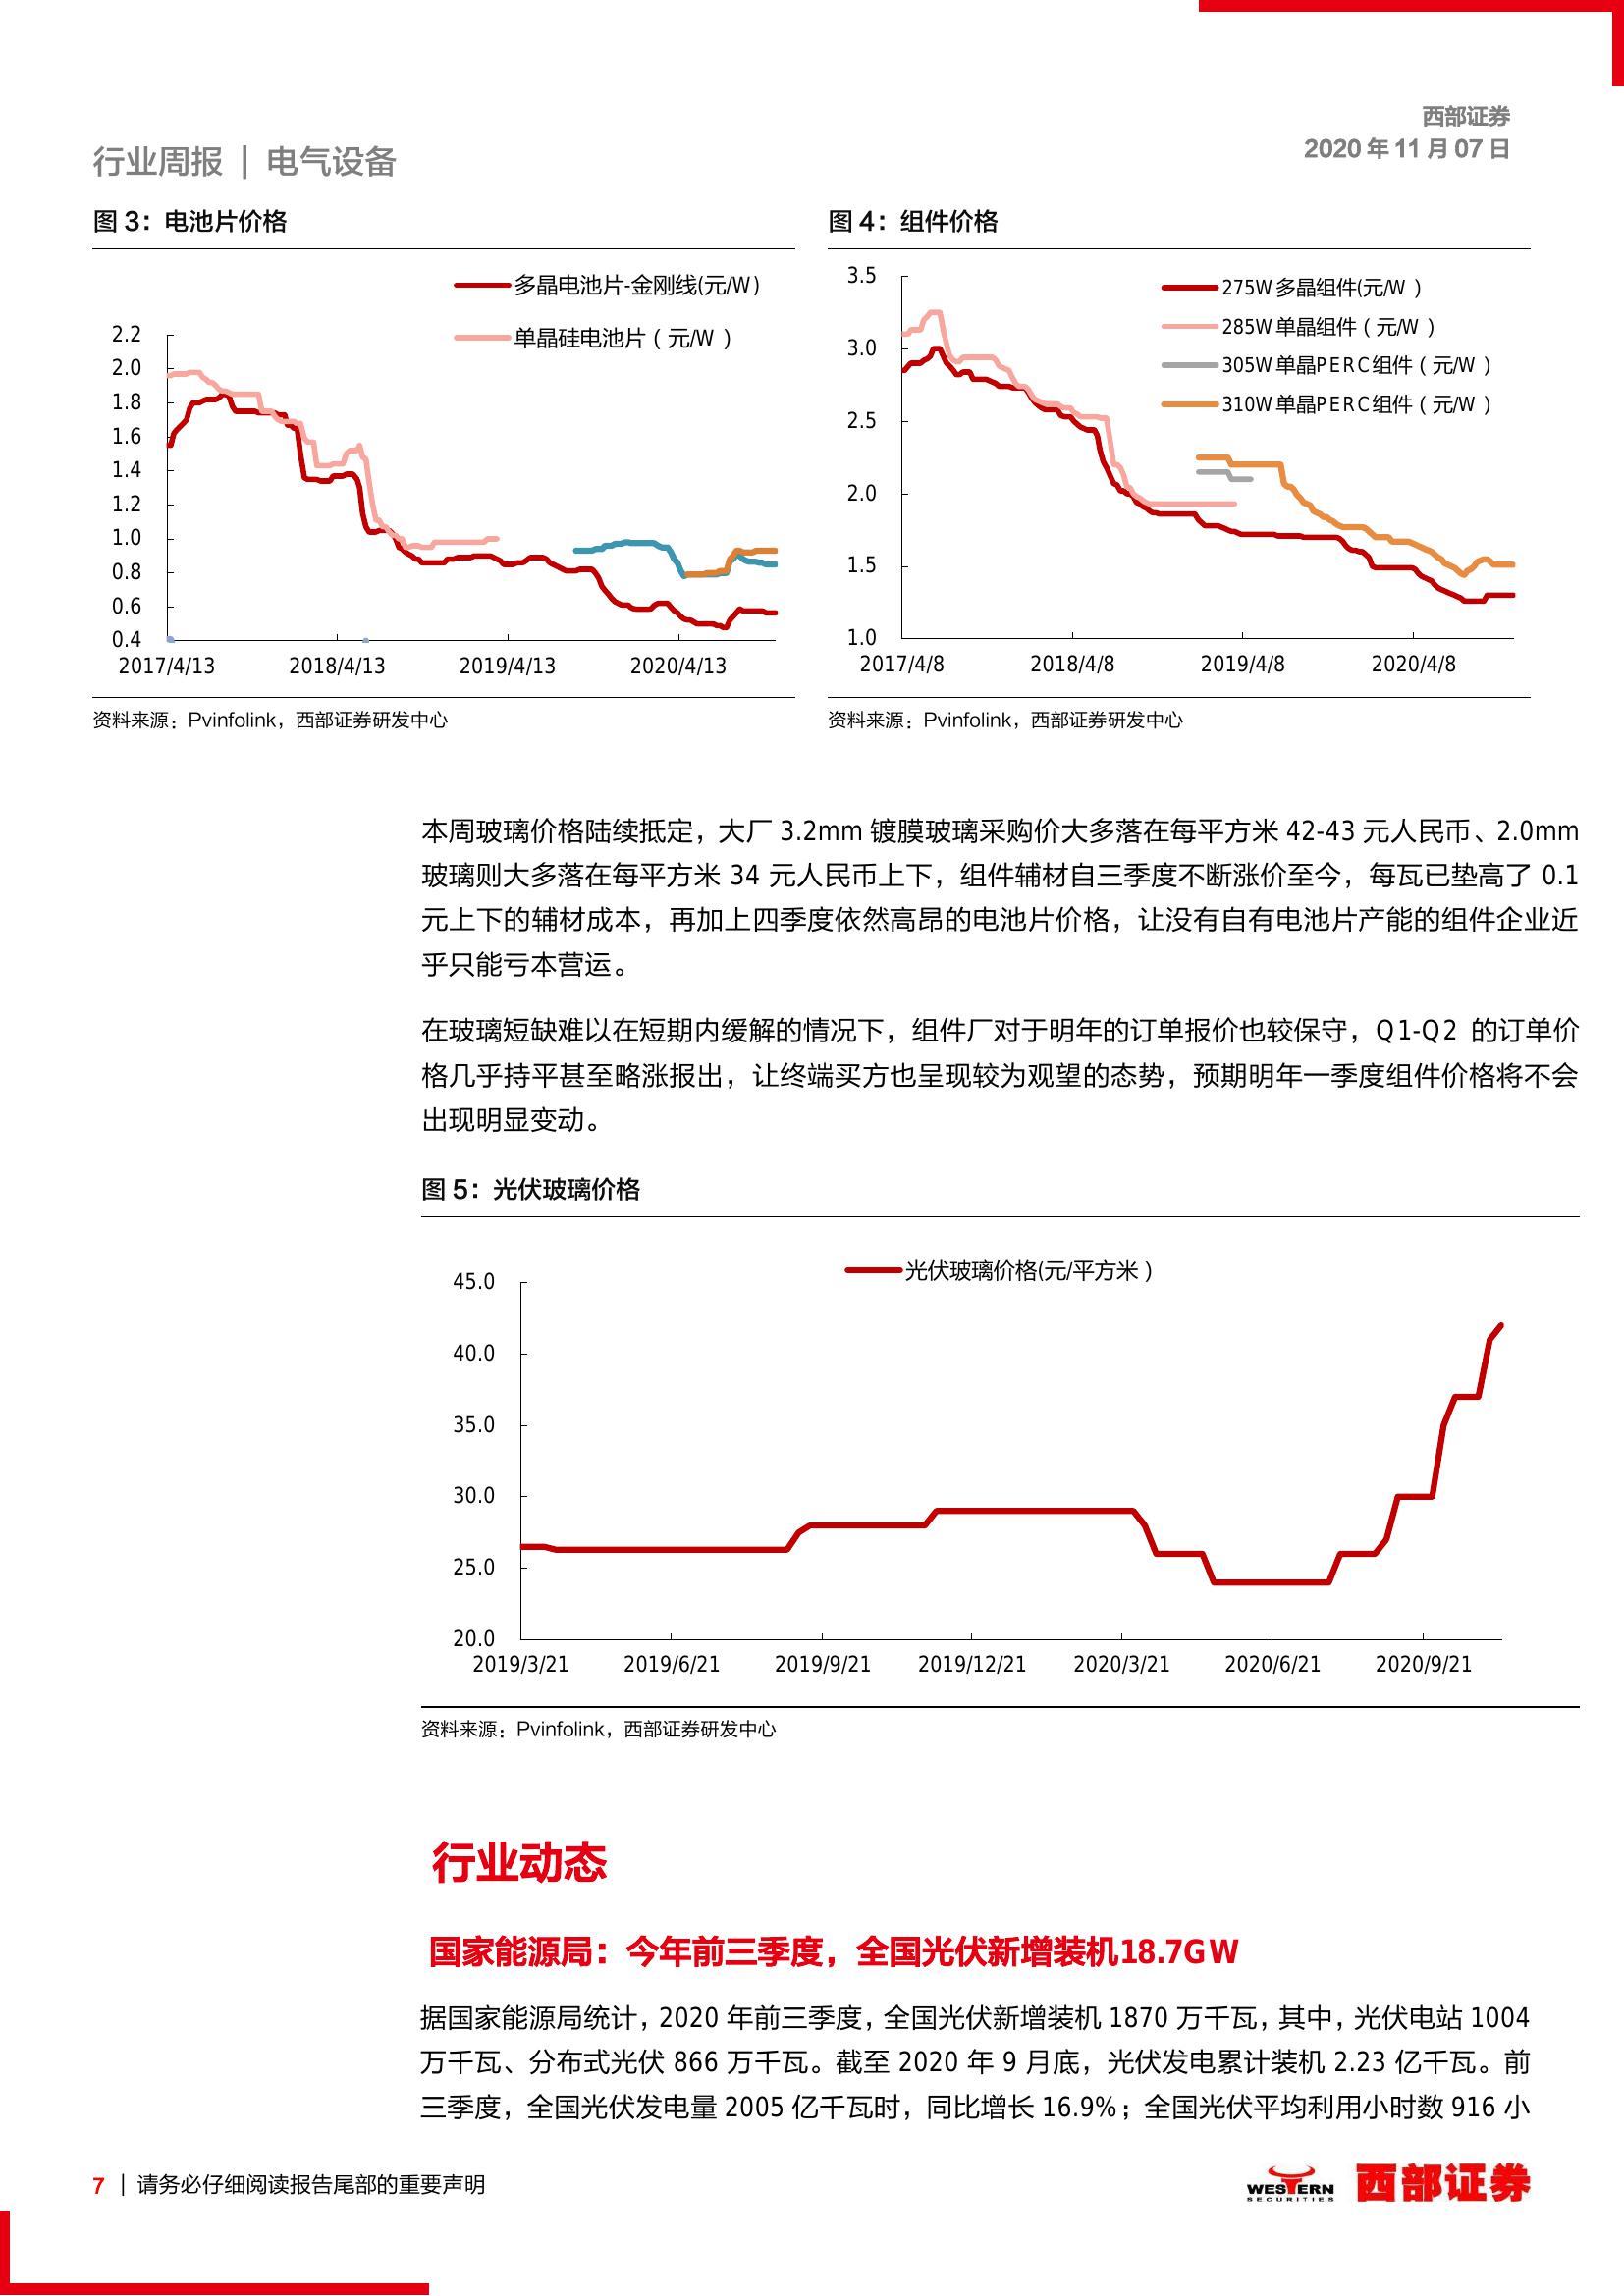 西部证券
2020 年 11 月 07 日
行业周报 | 电气设备
图 3：电池片价格
多晶电池片-金刚线(元/W)
单晶硅电池片（元/W）
2.2
2.0
1.8
1.6
1.4
1.2
1.0
0.8
0.6
0.4
2017/4/13 2018/4/13 2019/4/13 2020/4/13
资料来源：Pvinfolink，西部证券研发中心
图 4：组件价格
275W多晶组件(元/W）
285W单晶组件（元/W）
305W单晶PERC组件（元/W）
310W单晶PERC组件（元/W）
3.5
3.0
2.5
2.0
1.5
1.0
2017/4/8 2018/4/8 2019/4/8 2020/4/8
资料来源：Pvinfolink，西部证券研发中心
本周玻璃价格陆续抵定，大厂 3.2mm 镀膜玻璃采购价大多落在每平方米 42-43 元人民币、2.0mm
玻璃则大多落在每平方米 34 元人民币上下，组件辅材自三季度不断涨价至今，每瓦已垫高了 0.1
元上下的辅材成本，再加上四季度依然高昂的电池片价格，让没有自有电池片产能的组件企业近
乎只能亏本营运。
在玻璃短缺难以在短期内缓解的情况下，组件厂对于明年的订单报价也较保守，Q1-Q2 的订单价
格几乎持平甚至略涨报出，让终端买方也呈现较为观望的态势，预期明年一季度组件价格将不会
出现明显变动。
图 5：光伏玻璃价格
光伏玻璃价格(元/平方米）
45.0
40.0
35.0
30.0
25.0
20.0
2019/3/21 2019/6/21 2019/9/21 2019/12/21 2020/3/21 2020/6/21 2020/9/21
资料来源：Pvinfolink，西部证券研发中心
行业动态
国家能源局：今年前三季度，全国光伏新增装机18.7GW
据国家能源局统计，2020 年前三季度，全国光伏新增装机 1870 万千瓦，其中，光伏电站 1004
万千瓦、分布式光伏 866 万千瓦。截至 2020 年 9 月底，光伏发电累计装机 2.23 亿千瓦。前
三季度，全国光伏发电量 2005 亿千瓦时，同比增长 16.9%；全国光伏平均利用小时数 916 小
7 | 请务必仔细阅读报告尾部的重要声明
WESTERN
SECURITIES
西部证券